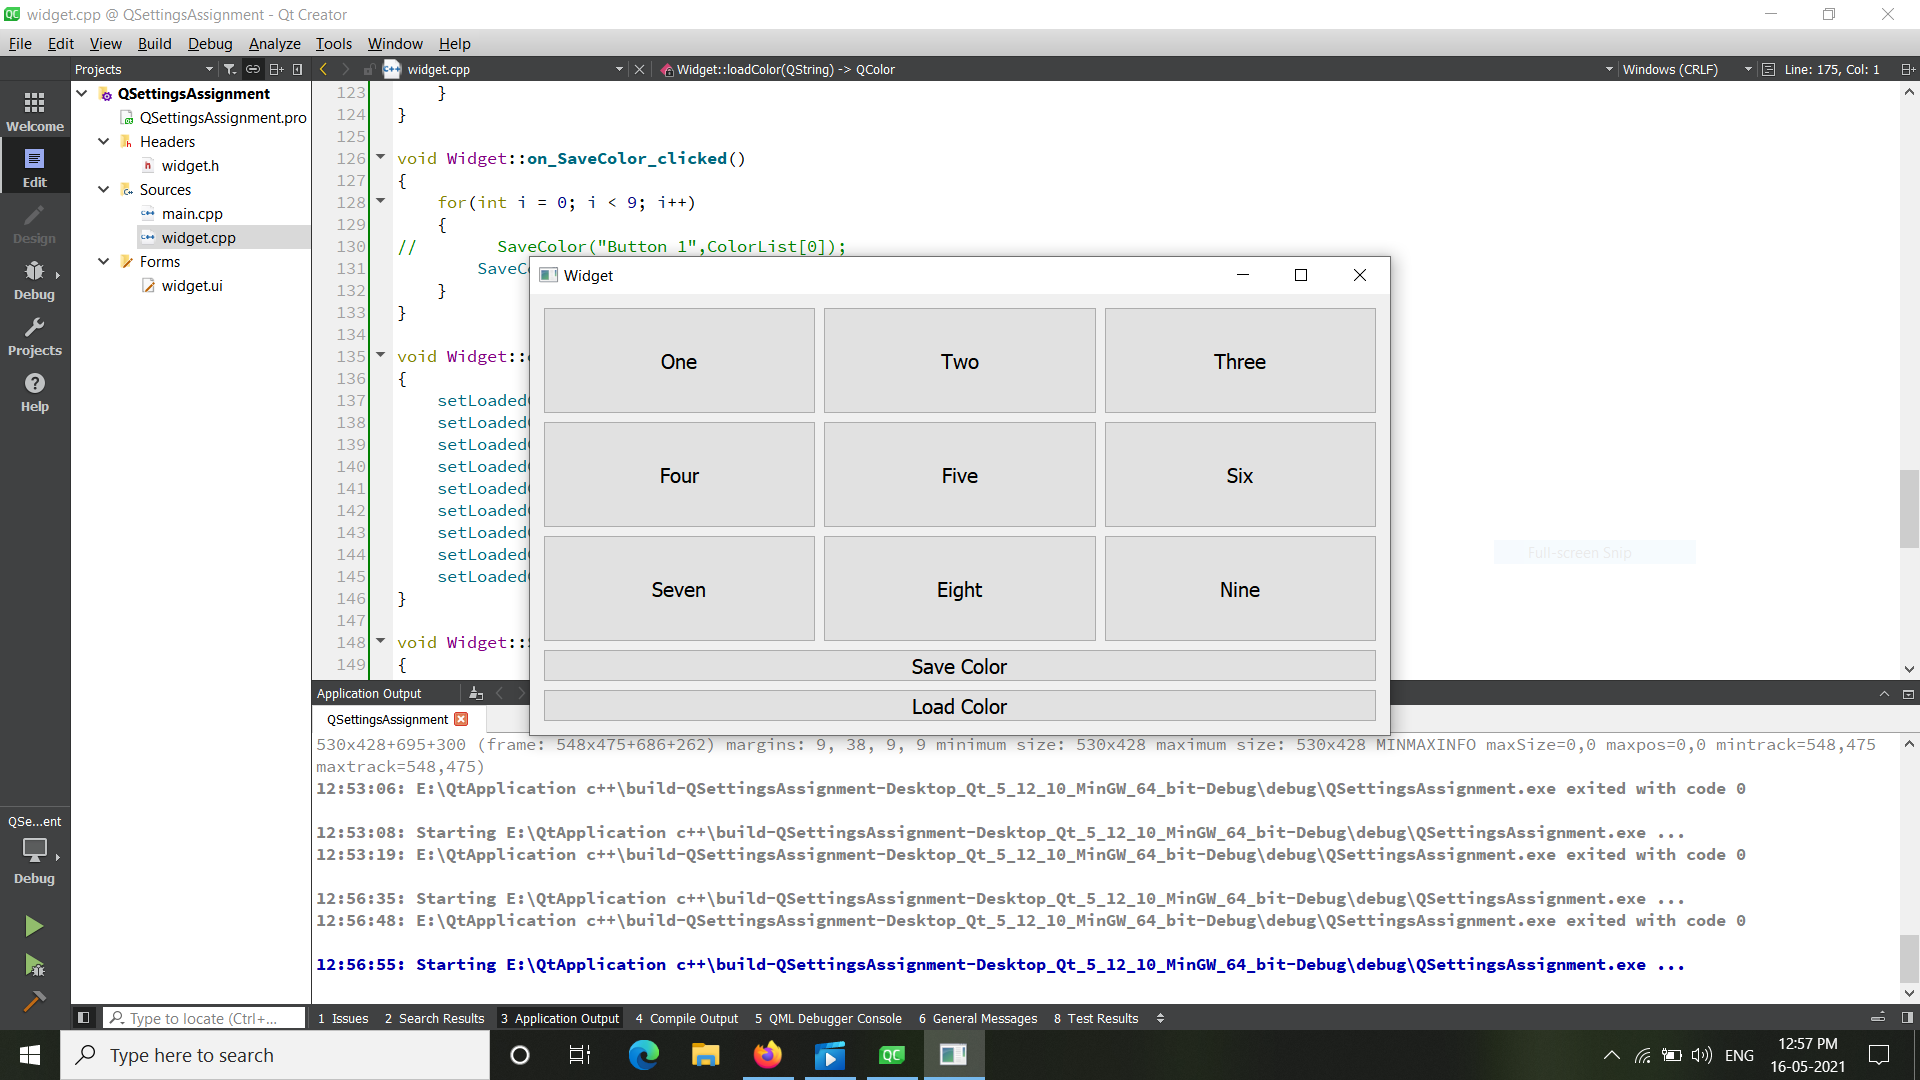 widget.cpp @ QSettingsAssignment - Qt Creator
File Edit View Build Debug Analyze Tools Window Help
Projects widget.cpp Widget::loadColor(QString) -> QColor Windows (CRLF) Line: 175, Col: 1
Welcome
Edit
Design
Debug
Projects
Help
QSe...ent
Debug
QSettingsAssignment
QSettingsAssignment.pro
Headers
widget.h
Sources
main.cpp
widget.cpp
Forms
widget.ui
123 }
124 }
125
126 void Widget::on_SaveColor_clicked()
127 {
128 for(int i = 0; i < 9; i++)
129 {
130 // SaveColor("Button 1",ColorList[0]);
131 SaveC
132 }
133 }
134
135 void Widget::
136 {
137 setLoaded
138 setLoaded
139 setLoaded
140 setLoaded
141 setLoaded
142 setLoaded
143 setLoaded
144 setLoaded
145 setLoaded
146 }
147
148 void Widget::
149 {
Widget
One Two Three
Four Five Six
Seven Eight Nine
Save Color
Load Color
Full-screen Snip
Application Output
QSettingsAssignment
530x428+695+300 (frame: 548x475+686+262) margins: 9, 38, 9, 9 minimum size: 530x428 maximum size: 530x428 MINMAXINFO maxSize=0,0 maxpos=0,0 mintrack=548,475
maxtrack=548,475)
12:53:06: E:\QtApplication c++\build-QSettingsAssignment-Desktop_Qt_5_12_10_MinGW_64_bit-Debug\debug\QSettingsAssignment.exe exited with code 0
12:53:08: Starting E:\QtApplication c++\build-QSettingsAssignment-Desktop_Qt_5_12_10_MinGW_64_bit-Debug\debug\QSettingsAssignment.exe ...
12:53:19: E:\QtApplication c++\build-QSettingsAssignment-Desktop_Qt_5_12_10_MinGW_64_bit-Debug\debug\QSettingsAssignment.exe exited with code 0
12:56:35: Starting E:\QtApplication c++\build-QSettingsAssignment-Desktop_Qt_5_12_10_MinGW_64_bit-Debug\debug\QSettingsAssignment.exe ...
12:56:48: E:\QtApplication c++\build-QSettingsAssignment-Desktop_Qt_5_12_10_MinGW_64_bit-Debug\debug\QSettingsAssignment.exe exited with code 0
12:56:55: Starting E:\QtApplication c++\build-QSettingsAssignment-Desktop_Qt_5_12_10_MinGW_64_bit-Debug\debug\QSettingsAssignment.exe ...
Type to locate (Ctrl+... 1 Issues 2 Search Results 3 Application Output 4 Compile Output 5 QML Debugger Console 6 General Messages 8 Test Results
Type here to search
ENG
12:57 PM
16-05-2021